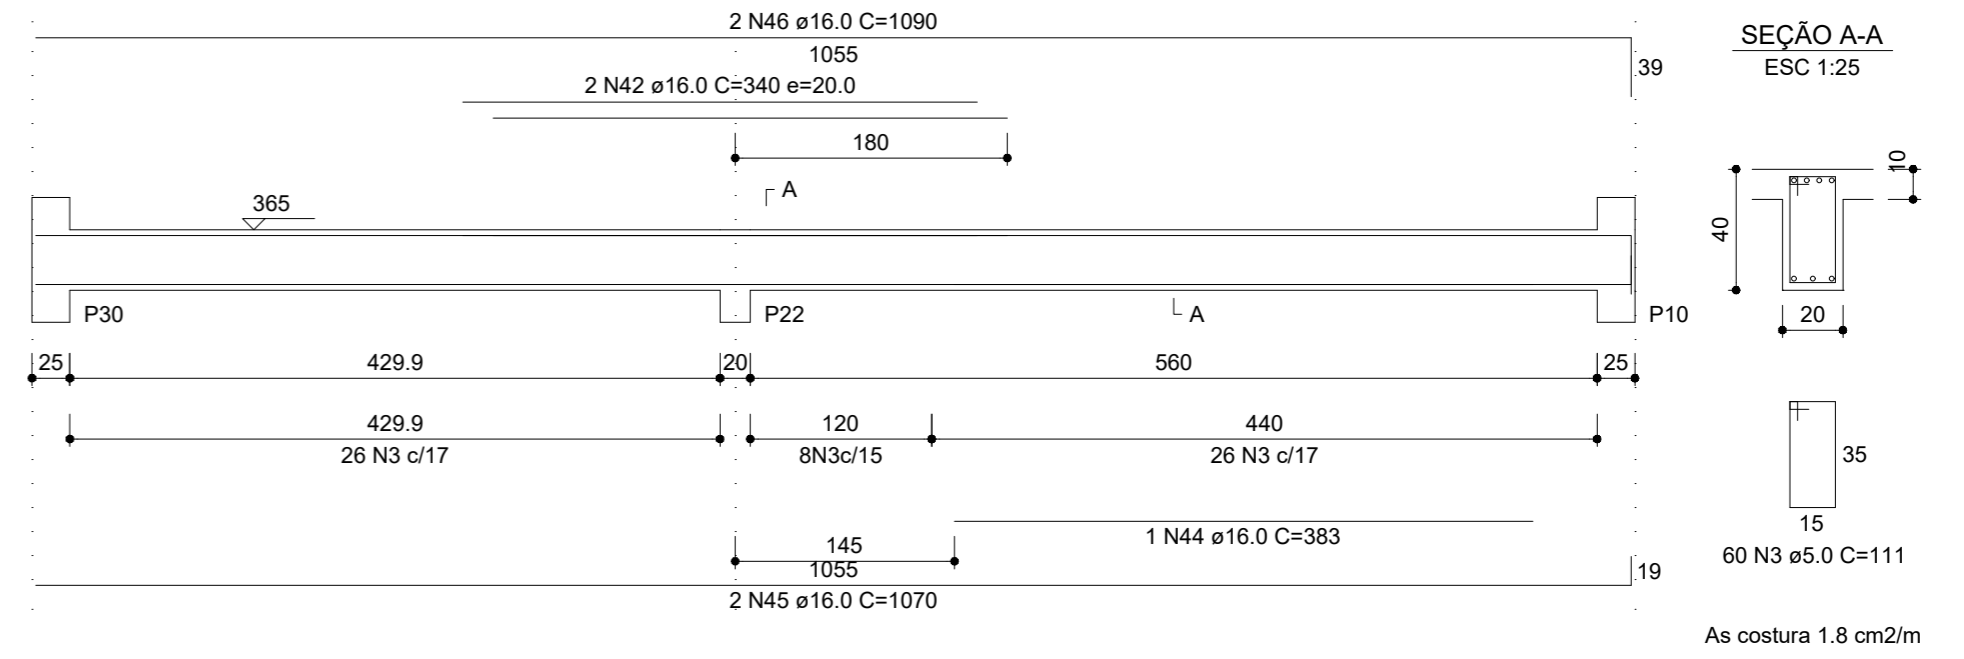 2 N46 ø16.0 C=1090
1055
39
2 N42 ø16.0 C=340 e=20.0
180
A
365
P30
P22
A
P10
25
429.9
20
560
25
429.9
26 N3 c/17
120
8N3c/15
440
26 N3 c/17
1 N44 ø16.0 C=383
145
1055
19
2 N45 ø16.0 C=1070
SEÇÃO A-A
ESC 1:25
10
40
20
35
15
60 N3 ø5.0 C=111
As costura 1.8 cm2/m